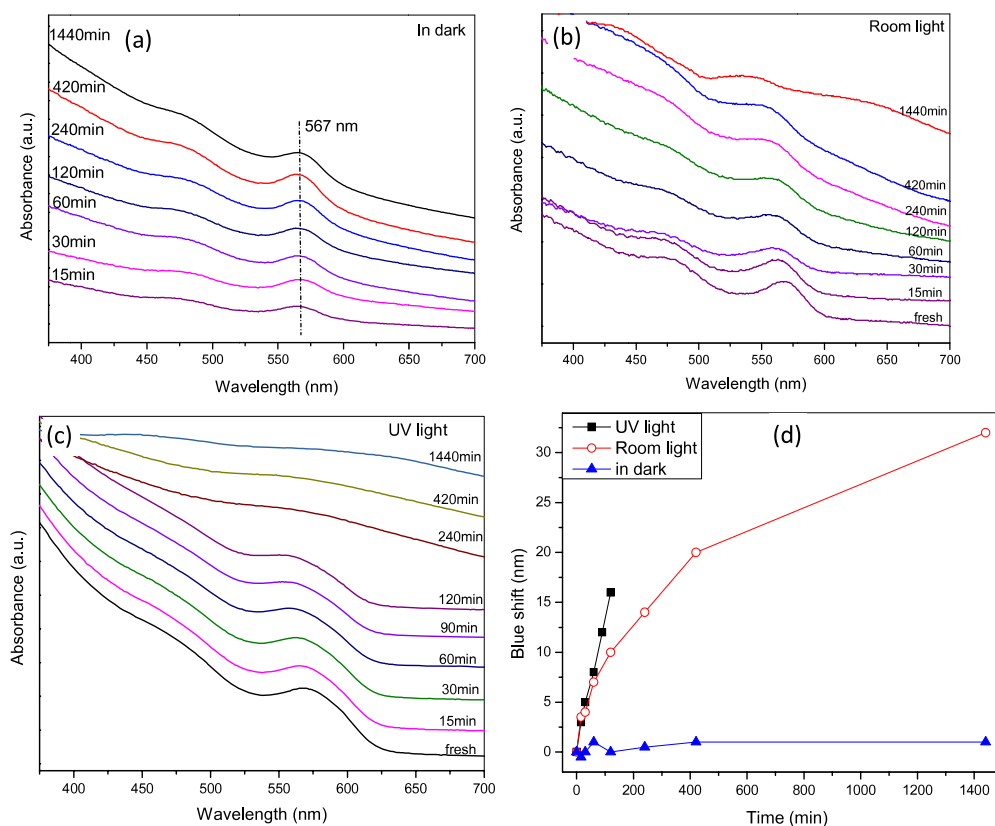 (a)
In dark
1440min
420min
240min
120min
60min
30min
15min
567 nm
Absorbance (a.u.)
400 450 500 550 600 650 700
Wavelength (nm)
(b)
Room light
1440min
420min
240min
120min
60min
30min
15min
fresh
Absorbance (a.u.)
400 450 500 550 600 650 700
Wavelength (nm)
(c)
UV light
1440min
420min
240min
120min
90min
60min
30min
15min
fresh
Absorbance (a.u.)
400 450 500 550 600 650 700
Wavelength (nm)
(d)
UV light
Room light
in dark
Blue shift (nm)
30
25
20
15
10
5
0
0 200 400 600 800 1000 1200 1400
Time (min)